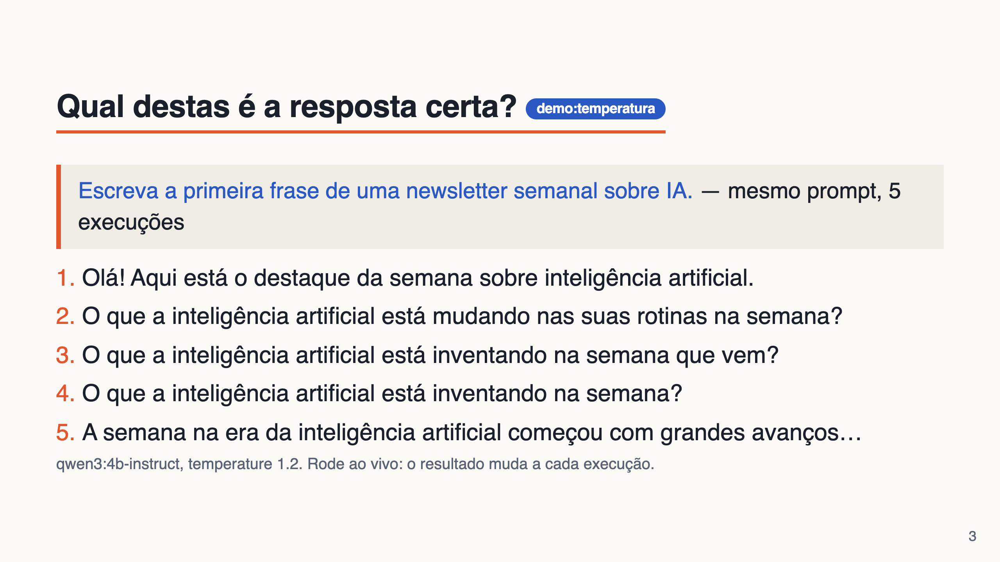 Qual destas é a resposta certa? demo:temperatura
Escreva a primeira frase de uma newsletter semanal sobre IA. — mesmo prompt, 5
execuções
1. Olá! Aqui está o destaque da semana sobre inteligência artificial.
2. O que a inteligência artificial está mudando nas suas rotinas na semana?
3. O que a inteligência artificial está inventando na semana que vem?
4. O que a inteligência artificial está inventando na semana?
5. A semana na era da inteligência artificial começou com grandes avanços…
qwen3:4b-instruct, temperature 1.2. Rode ao vivo: o resultado muda a cada execução.
3